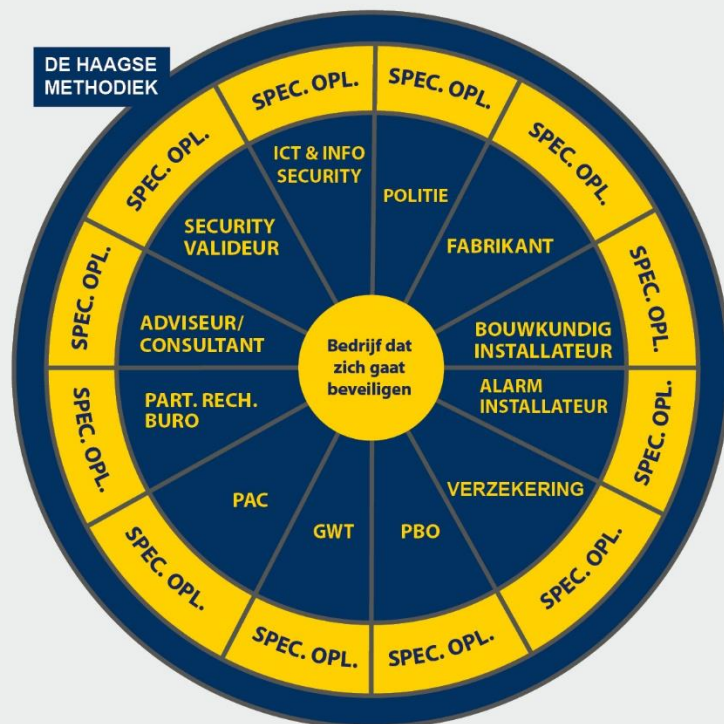 DE HAAGSE
METHODIEK
SPEC. OPL.
SPEC. OPL.
SPEC. OPL.
SPEC. OPL.
SPEC. OPL.
SPEC. OPL.
SPEC. OPL.
SPEC. OPL.
SPEC. OPL.
SPEC. OPL.
SPEC. OPL.
SPEC. OPL.
ICT & INFO
SECURITY
POLITIE
FABRIKANT
BOUWKUNDIG
INSTALLATEUR
ALARM
INSTALLATEUR
VERZEKERING
PBO
GWT
PAC
PART. RECH.
BURO
ADVISEUR/
CONSULTANT
SECURITY
VALIDEUR
Bedrijf dat
zich gaat
beveiligen